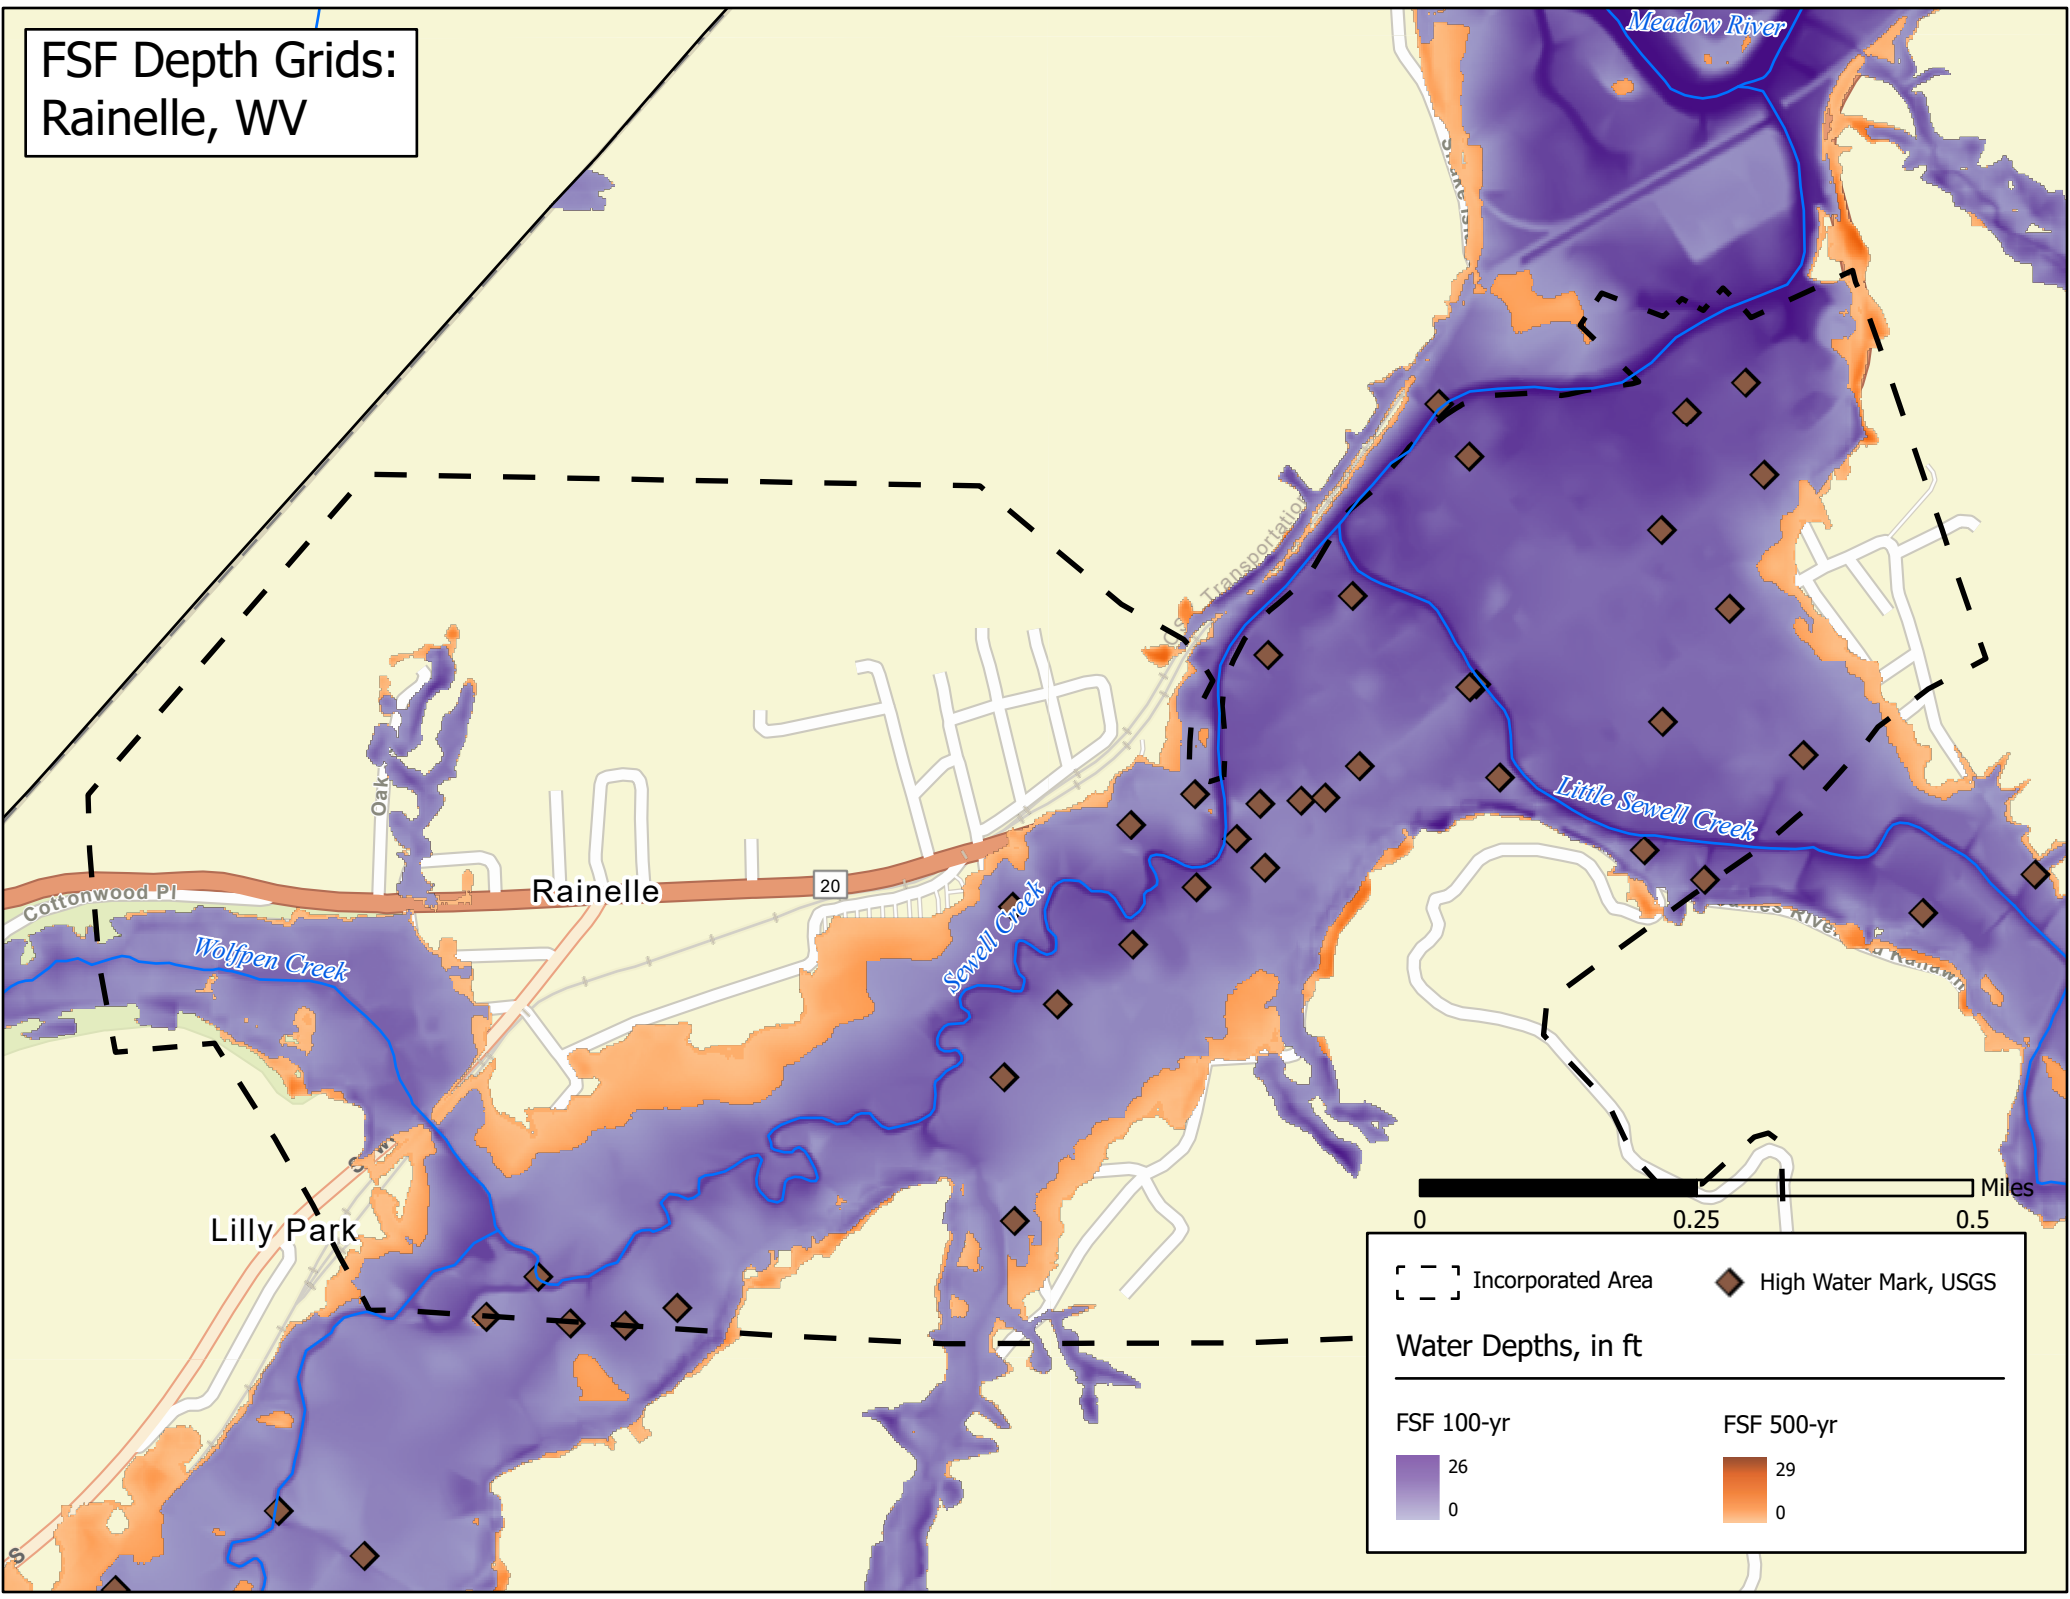 FSF Depth Grids:
Rainelle, WV
Meadow River
Transportation
Oak
Little Sewell Creek
Cottonwood Pl
Rainelle
20
Sewell Creek
Wolfpen Creek
Lilly Park
Miles
0
0.25
0.5
Incorporated Area
High Water Mark, USGS
Water Depths, in ft
FSF 100-yr
26
0
FSF 500-yr
29
0
S